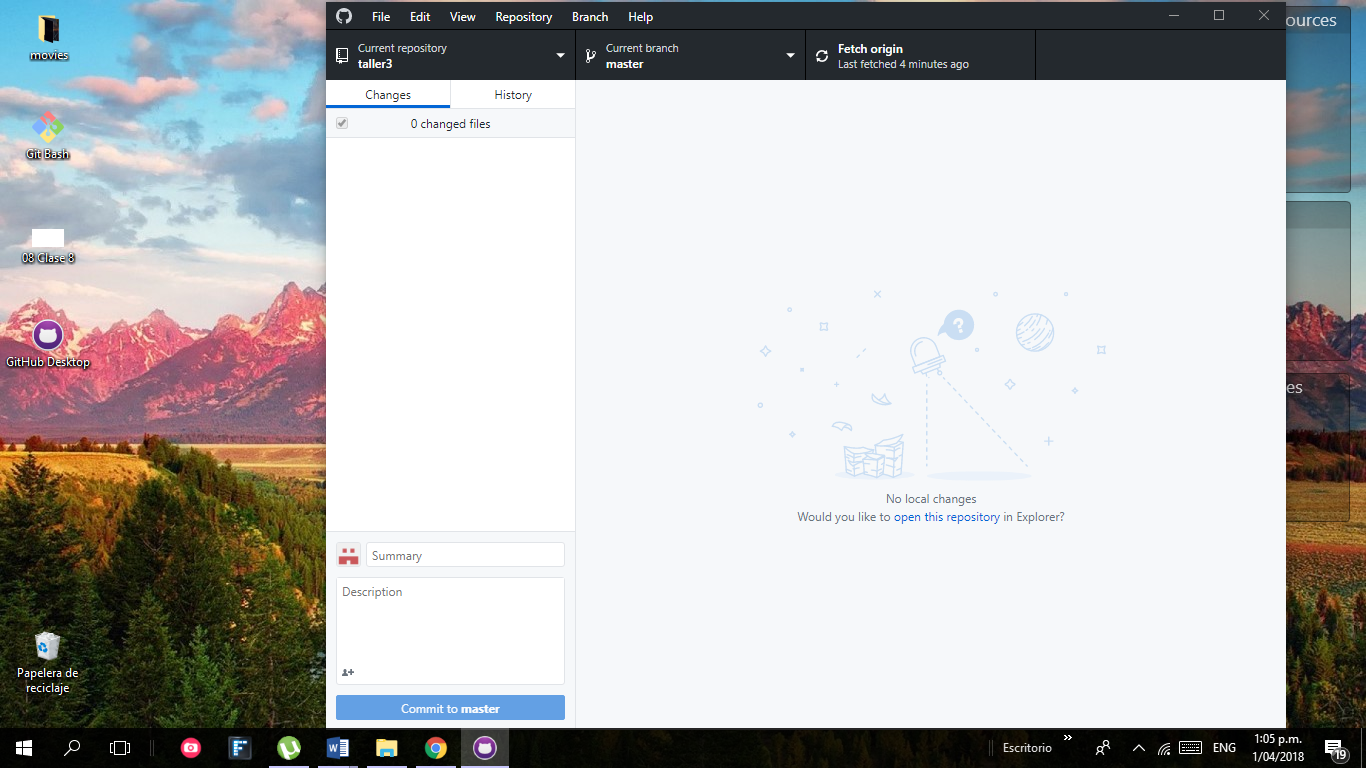 movies
Git Bash
08 Clase 8
GitHub Desktop
Papelera de
reciclaje
File Edit View Repository Branch Help
Current repository
taller3
Current branch
master
Fetch origin
Last fetched 4 minutes ago
Changes
History
0 changed files
?
No local changes
Would you like to open this repository in Explorer?
Summary
Description
Commit to master
ources
es
Escritorio
ENG
1:05 p.m.
1/04/2018
19